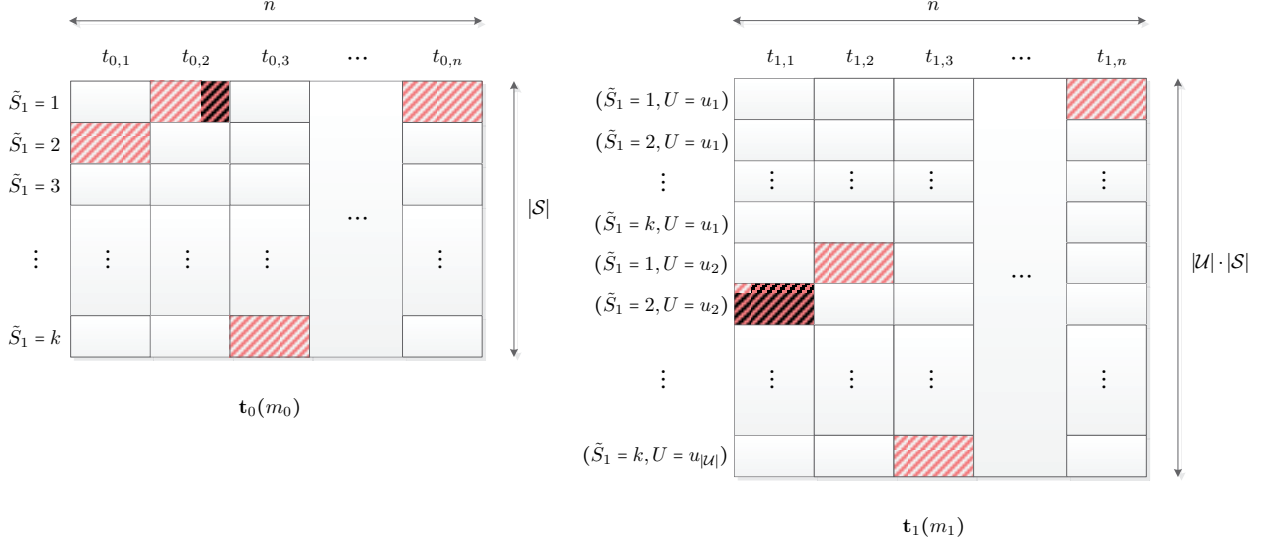 n
t_{0,1} t_{0,2} t_{0,3} ... t_{0,n}
S̃_1 = 1
S̃_2 = 2
S̃_1 = 3
⋮ ⋮ ⋮ ⋮ ... ⋮
S̃_1 = k
|𝒮|
𝐭_0(m_0)
n
t_{1,1} t_{1,2} t_{1,3} ... t_{1,n}
(S̃_1 = 1, U = u_1)
(S̃_1 = 2, U = u_1)
⋮ ⋮ ⋮ ⋮ ⋮
(S̃_1 = k, U = u_1)
(S̃_1 = 1, U = u_2)
...
(S̃_1 = 2, U = u_2)
⋮ ⋮ ⋮ ⋮ ⋮
(S̃_1 = k, U = u_{|𝒰|})
|𝒰| · |𝒮|
𝐭_1(m_1)